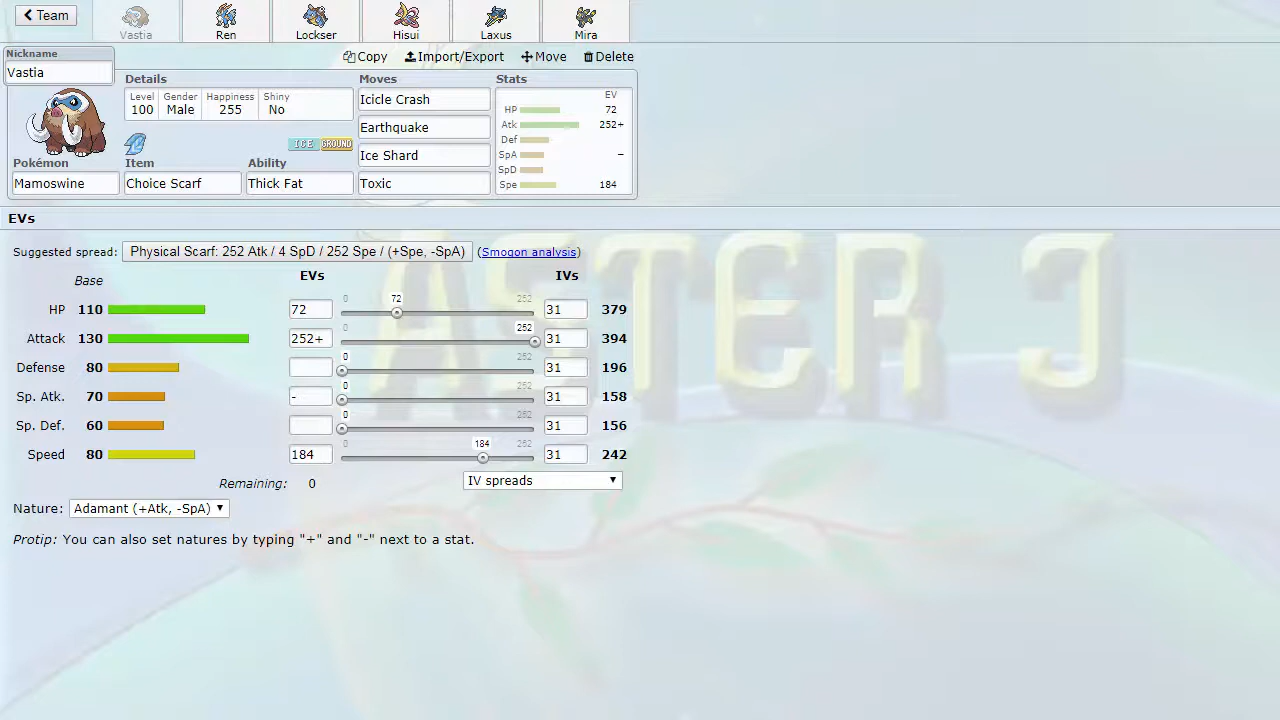 Team
Vastia
Ren
Lockser
Hisui
Laxus
Mira
Nickname
Vastia
Copy
Import/Export
Move
Delete
Details
Moves
Stats
Level
100
Gender
Male
Happiness
255
Shiny
No
Icicle Crash
Earthquake
Ice Shard
Toxic
EV
HP 72
Atk 252+
Def
SpA –
SpD
Spe 184
ICE GROUND
Pokémon
Mamoswine
Item
Choice Scarf
Ability
Thick Fat
EVs
Suggested spread: Physical Scarf: 252 Atk / 4 SpD / 252 Spe / (+Spe, -SpA) (Smogon analysis)
Base EVs IVs
HP 110 72 0 72 252 31 379
Attack 130 252+ 0 252 31 394
Defense 80 0 252 31 196
Sp. Atk. 70 - 0 252 31 158
Sp. Def. 60 0 252 31 156
Speed 80 184 0 184 252 31 242
Remaining: 0 IV spreads
Nature: Adamant (+Atk, -SpA)
Protip: You can also set natures by typing "+" and "-" next to a stat.
ASTER J